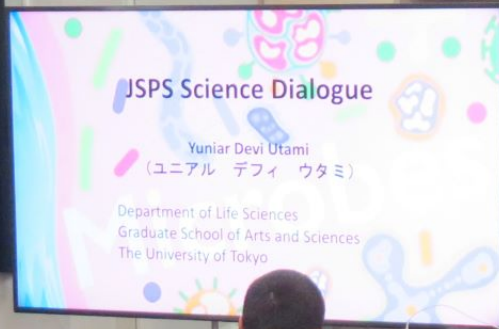 JSPS Science Dialogue
Yuniar Devi Utami
(ユニアル　デフィ　ウタミ)
Department of Life Sciences
Graduate School of Arts and Sciences
The University of Tokyo